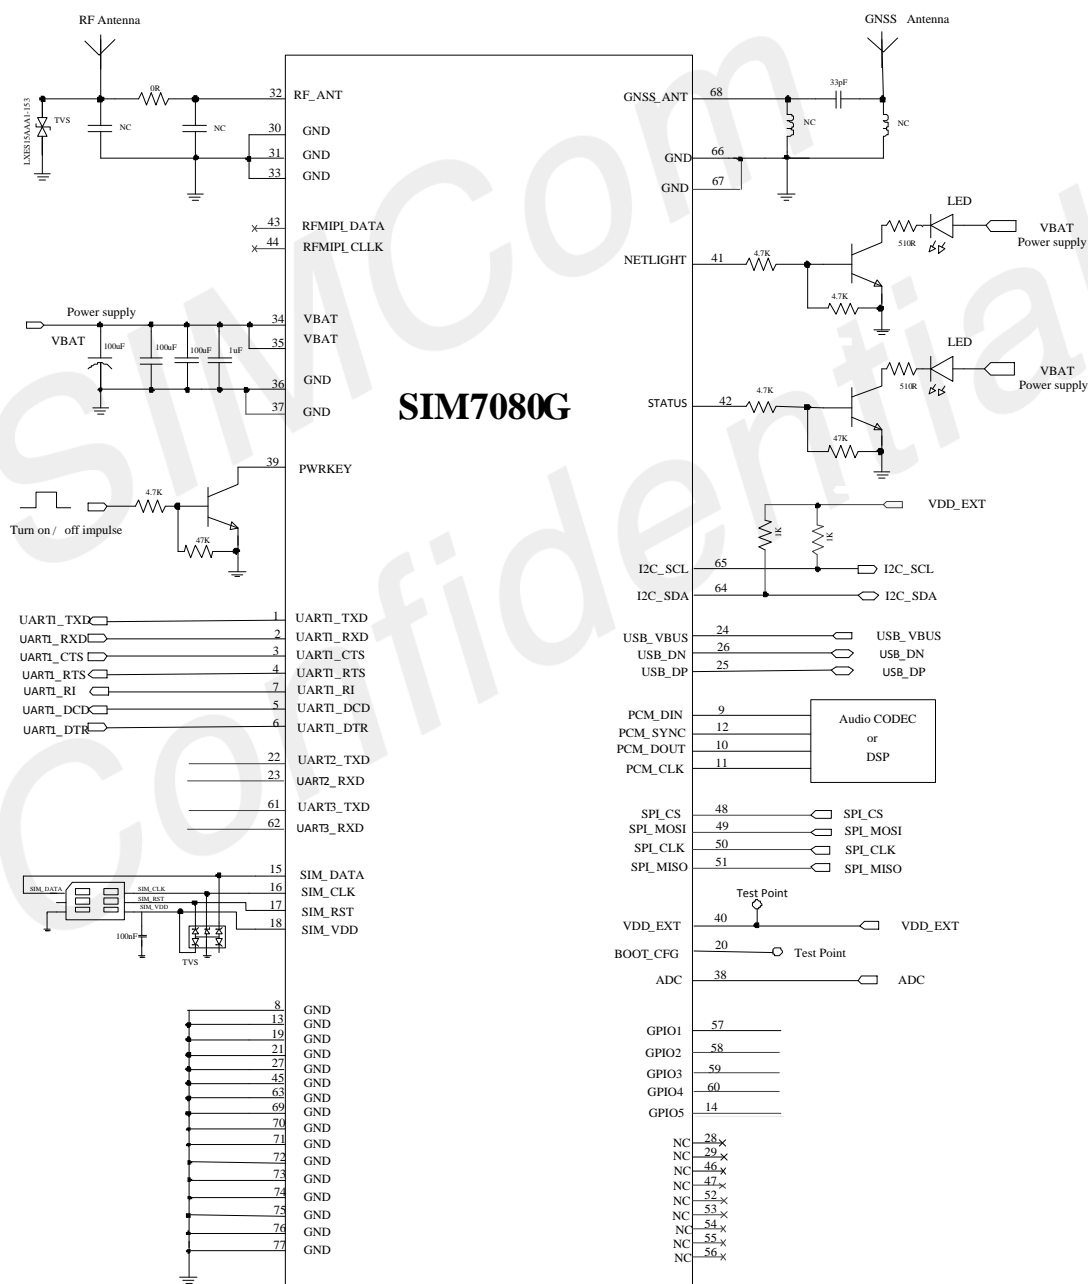 RF Antenna
LXES15AAA1-153
TVS
0R
NC
NC
32 RF_ANT
30 GND
31 GND
33 GND
43 RFMIPI_DATA
44 RFMIPI_CLLK
Power supply
VBAT
100uF
100uF
100uF
1uF
34 VBAT
35 VBAT
36 GND
37 GND
39 PWRKEY
4.7K
47K
Turn on / off impulse
UART1_TXD 1 UART1_TXD
UART1_RXD 2 UART1_RXD
UART1_CTS 3 UART1_CTS
UART1_RTS 4 UART1_RTS
UART1_RI 7 UART1_RI
UART1_DCD 5 UART1_DCD
UART1_DTR 6 UART1_DTR
22 UART2_TXD
23 UART2_RXD
61 UART3_TXD
62 UART3_RXD
15 SIM_DATA
16 SIM_CLK
17 SIM_RST
18 SIM_VDD
SIM_DATA
SIM_CLK
SIM_RST
SIM_VDD
100nF
TVS
8 GND
13 GND
19 GND
21 GND
27 GND
45 GND
63 GND
69 GND
70 GND
71 GND
72 GND
73 GND
74 GND
75 GND
76 GND
77 GND
SIM7080G
SIMCom
Confidential
GNSS Antenna
33pF
NC
NC
GNSS_ANT 68
GND 66
GND 67
LED
VBAT
Power supply
510R
NETLIGHT 41
4.7K
4.7K
LED
VBAT
Power supply
510R
STATUS 42
4.7K
47K
VDD_EXT
1K
1K
I2C_SCL 65 I2C_SCL
I2C_SDA 64 I2C_SDA
USB_VBUS 24 USB_VBUS
USB_DN 26 USB_DN
USB_DP 25 USB_DP
PCM_DIN 9
PCM_SYNC 12
PCM_DOUT 10
PCM_CLK 11
Audio CODEC
or
DSP
SPI_CS 48 SPI_CS
SPI_MOSI 49 SPI_MOSI
SPI_CLK 50 SPI_CLK
SPI_MISO 51 SPI_MISO
Test Point
VDD_EXT 40 VDD_EXT
BOOT_CFG 20 Test Point
ADC 38 ADC
GPIO1 57
GPIO2 58
GPIO3 59
GPIO4 60
GPIO5 14
NC 28
NC 29
NC 46
NC 47
NC 52
NC 53
NC 54
NC 55
NC 56